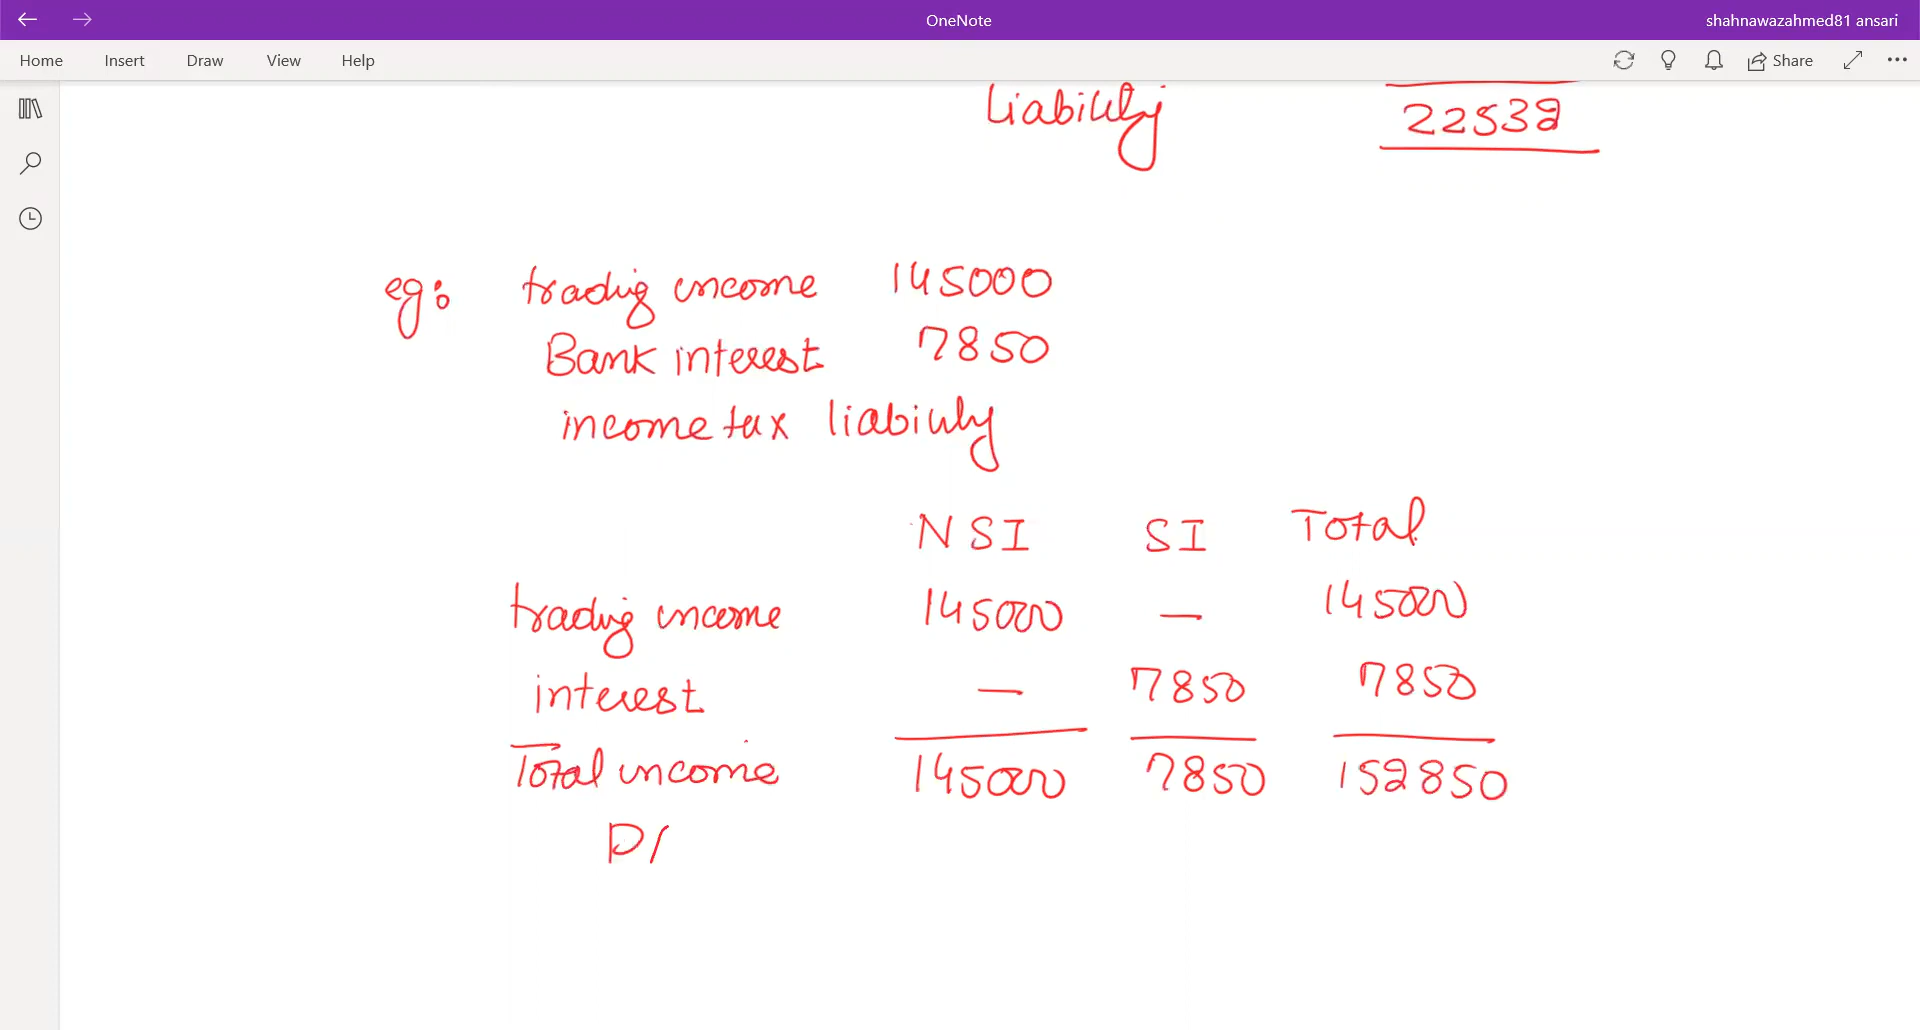 OneNote
shahnawazahmed81 ansari
Home Insert Draw View Help
Share
Liability 22532
eg: trading income 145000
Bank interest 7850
income tax liability
NSI SI Total
trading income 145000 — 145000
interest — 7850 7850
Total income 145000 7850 152850
P/